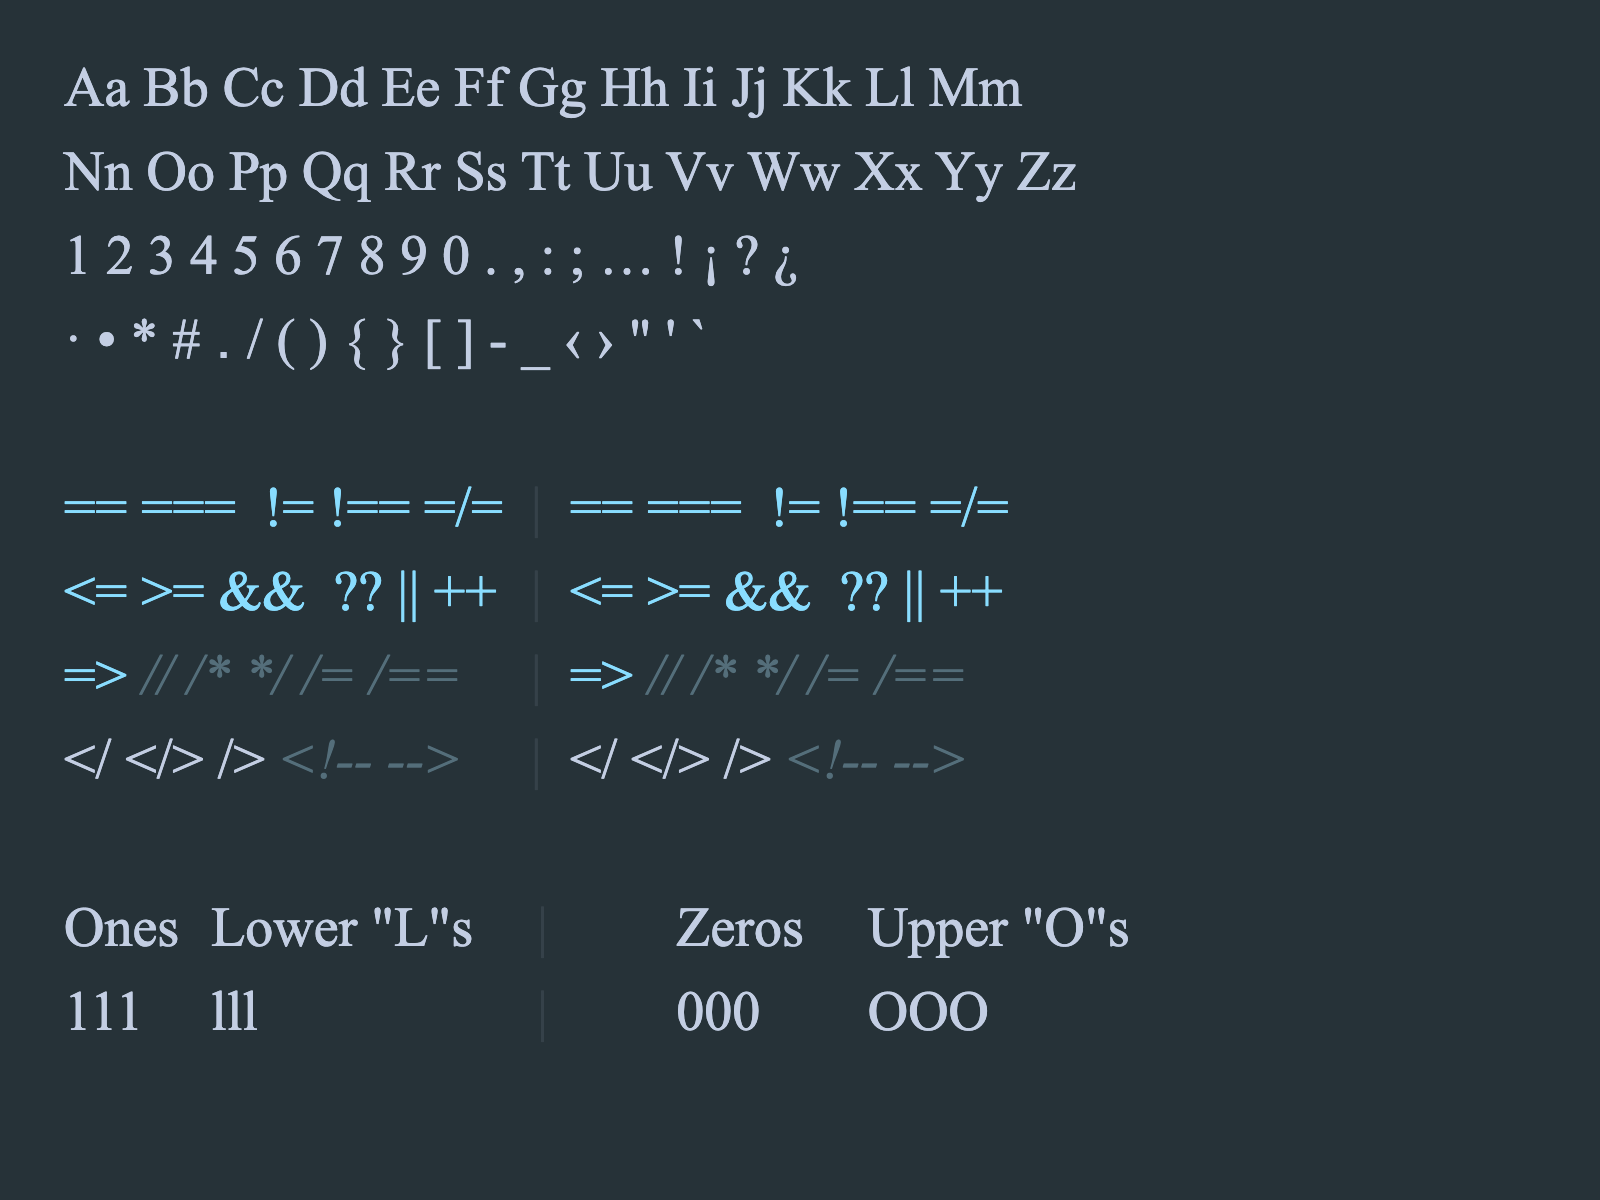 Aa Bb Cc Dd Ee Ff Gg Hh Ii Jj Kk Ll Mm
Nn Oo Pp Qq Rr Ss Tt Uu Vv Ww Xx Yy Zz
1 2 3 4 5 6 7 8 9 0 . , : ; … ! ¡ ? ¿
· • * # . / ( ) { } [ ] - _ ‹ › " ' `
== === != !== =/= | == === != !== =/=
<= >= && ?? || ++ | <= >= && ?? || ++
=> // /* */ /= /== | => // /* */ /= /==
</ </> /> <!-- --> | </ </> /> <!-- -->
Ones Lower "L"s | Zeros Upper "O"s
111 lll | 000 OOO